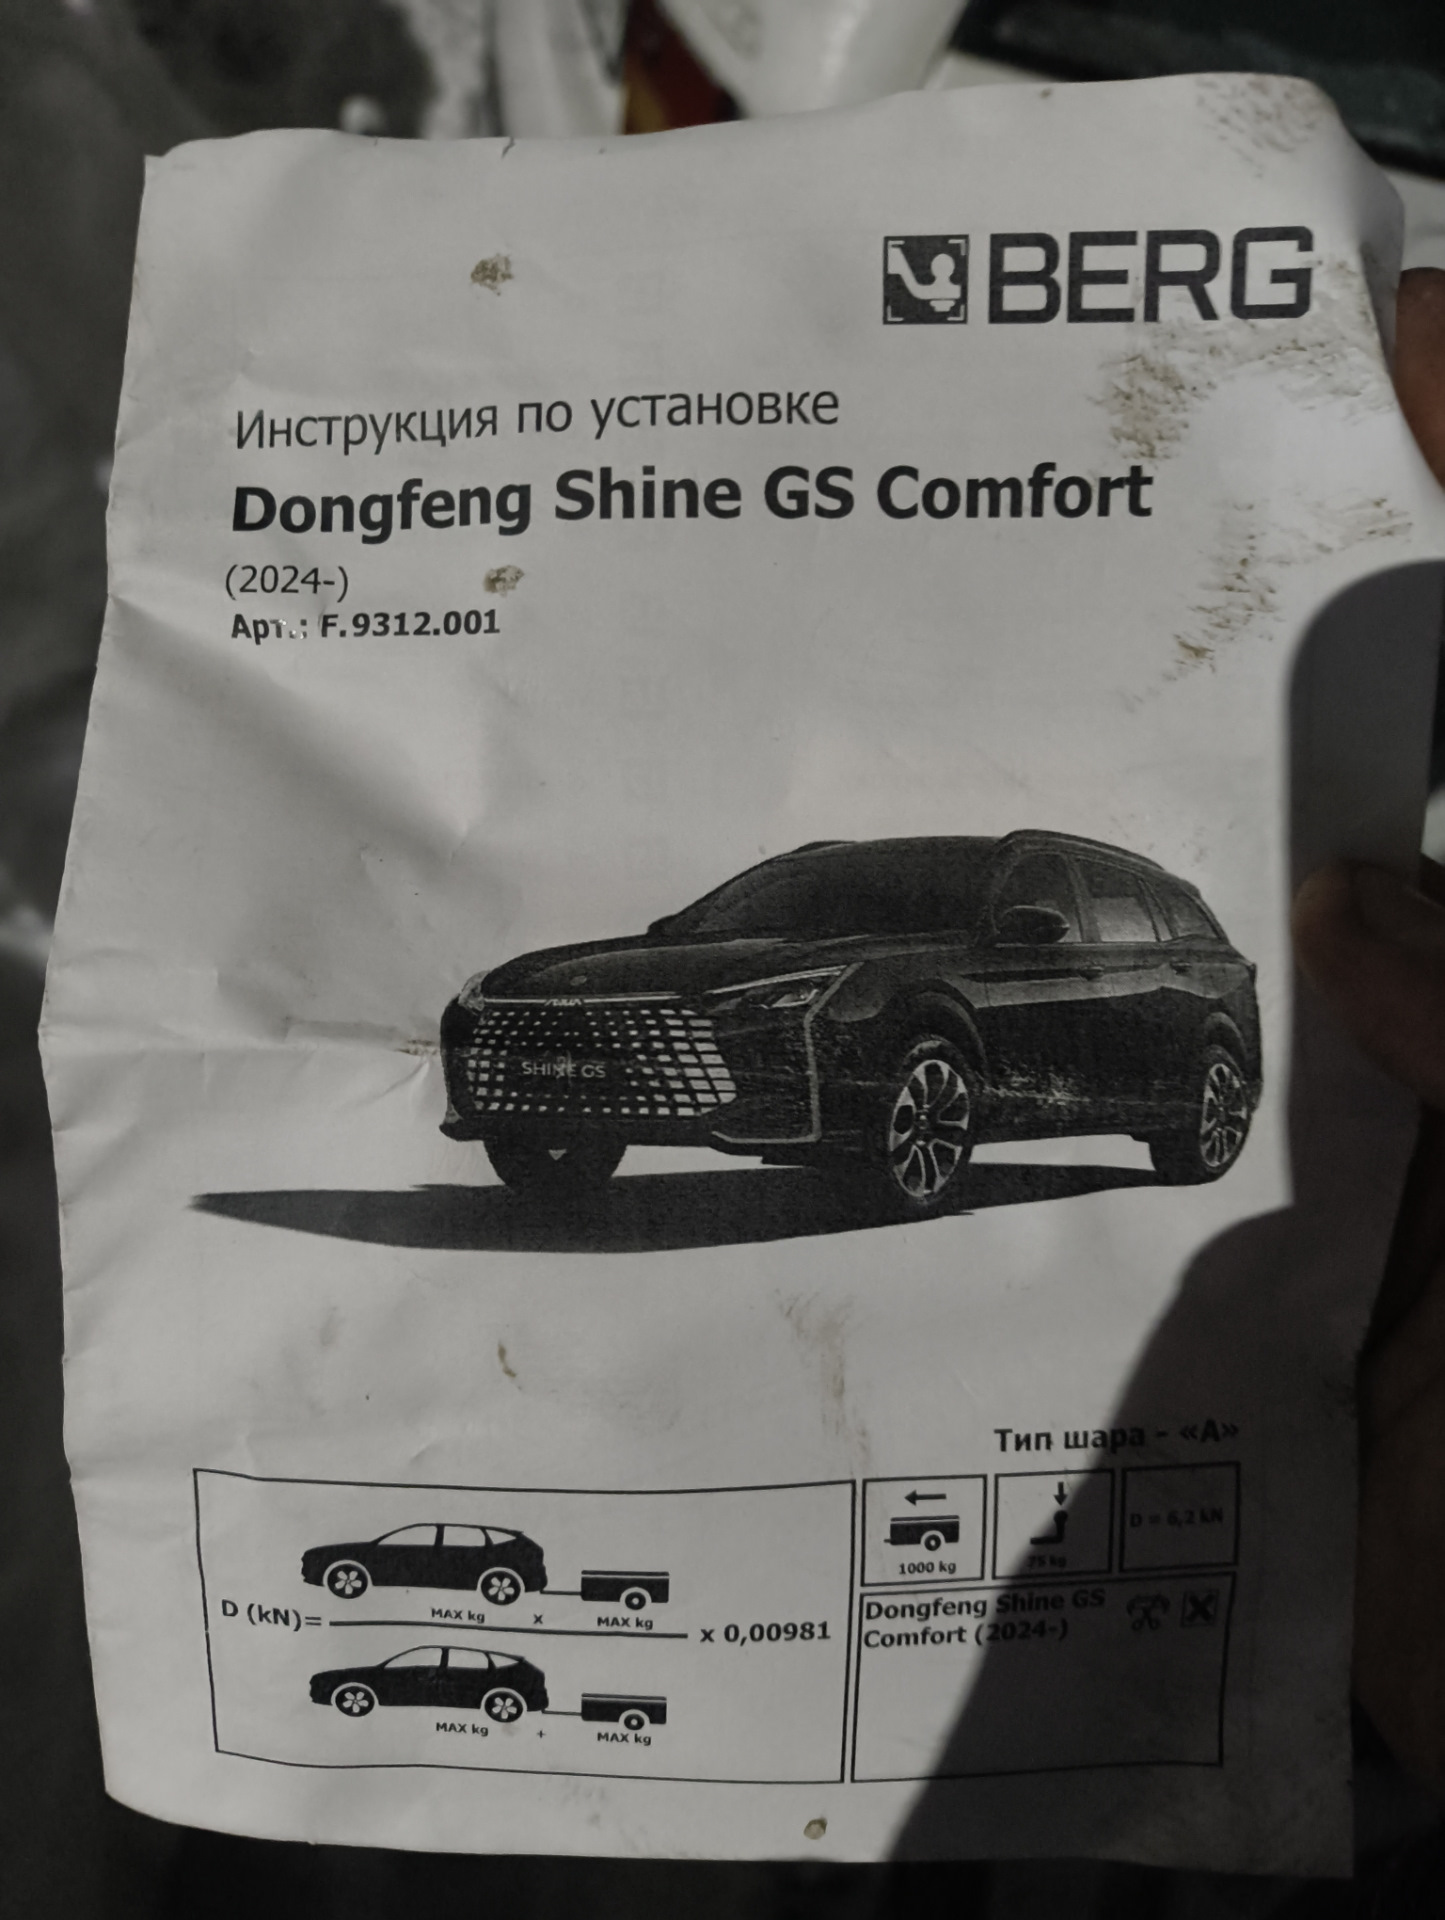 BERG
Инструкция по установке
Dongfeng Shine GS Comfort
(2024-)
Арт.: F.9312.001
SHINE GS
Тип шара - «А»
1000 kg
75 kg
D = 6,2 kN
D (kN)=
MAX kg x MAX kg
x 0,00981
MAX kg + MAX kg
Dongfeng Shine GS
Comfort (2024-)